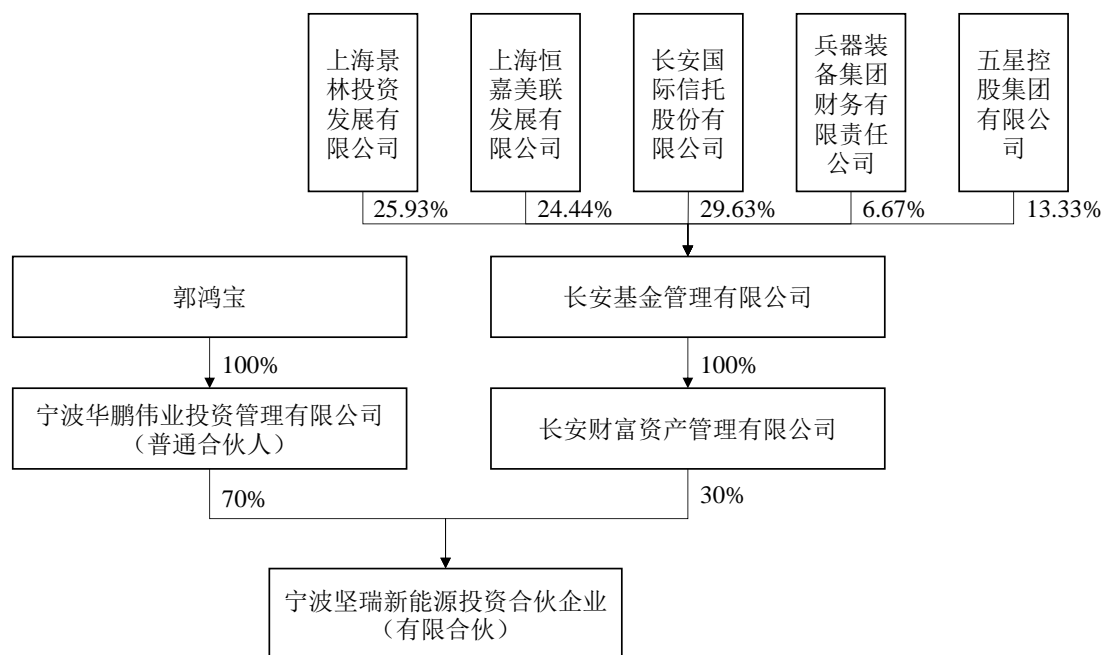 上海景
林投资
发展有
限公司
上海恒
嘉美联
发展有
限公司
长安国
际信托
股份有
限公司
兵器装
备集团
财务有
限责任
公司
五星控
股集团
有限公
司
25.93%
24.44%
29.63%
6.67%
13.33%
郭鸿宝
长安基金管理有限公司
100%
100%
宁波华鹏伟业投资管理有限公司
（普通合伙人）
长安财富资产管理有限公司
70%
30%
宁波坚瑞新能源投资合伙企业
（有限合伙）